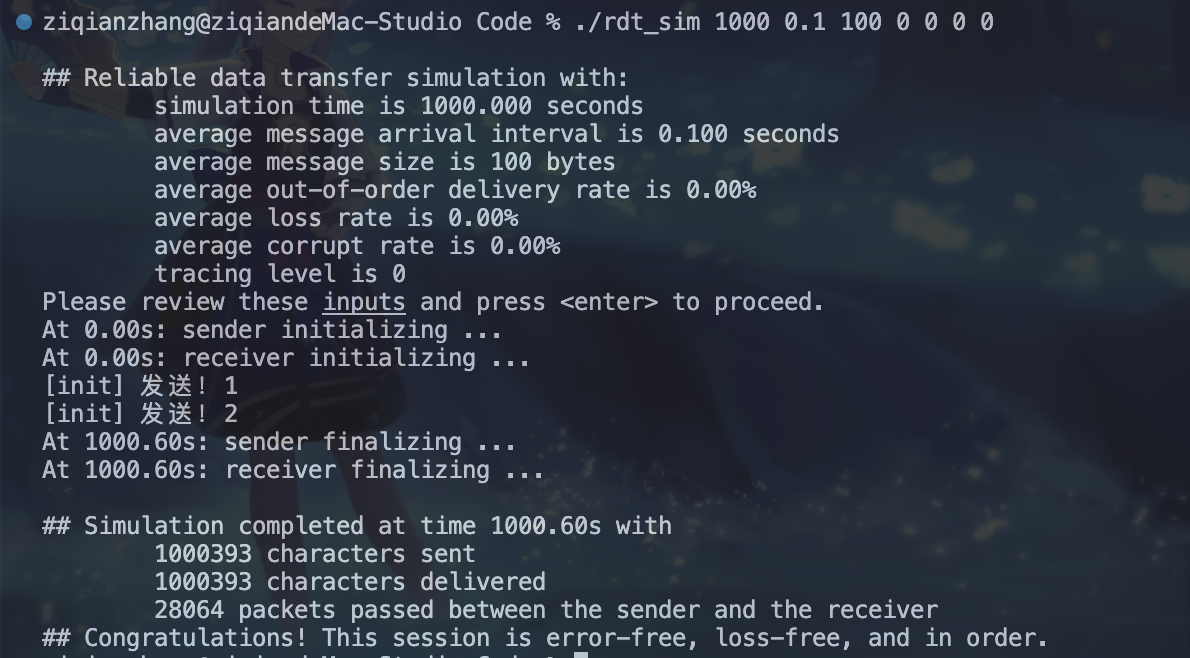 ziqianzhang@ziqiandeMac-Studio Code % ./rdt_sim 1000 0.1 100 0 0 0 0
## Reliable data transfer simulation with:
simulation time is 1000.000 seconds
average message arrival interval is 0.100 seconds
average message size is 100 bytes
average out-of-order delivery rate is 0.00%
average loss rate is 0.00%
average corrupt rate is 0.00%
tracing level is 0
Please review these inputs and press <enter> to proceed.
At 0.00s: sender initializing ...
At 0.00s: receiver initializing ...
[init] 发送! 1
[init] 发送! 2
At 1000.60s: sender finalizing ...
At 1000.60s: receiver finalizing ...
## Simulation completed at time 1000.60s with
1000393 characters sent
1000393 characters delivered
28064 packets passed between the sender and the receiver
## Congratulations! This session is error-free, loss-free, and in order.